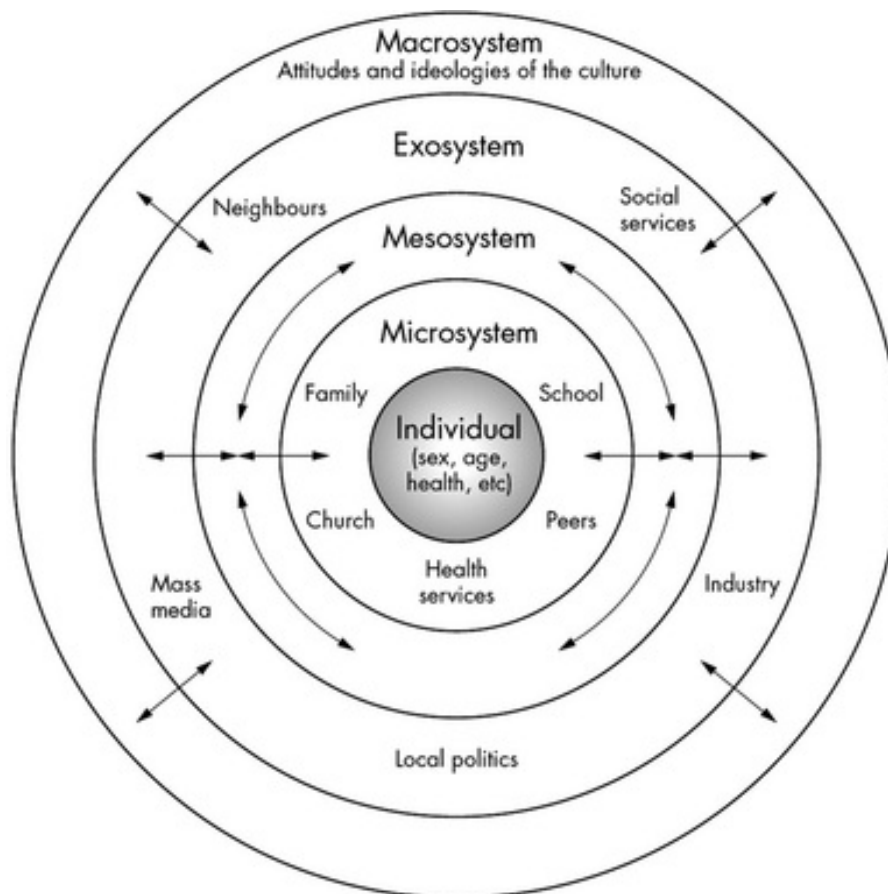 Macrosystem
Attitudes and ideologies of the culture
Exosystem
Neighbours
Social
services
Mesosystem
Microsystem
Family
School
Individual
(sex, age,
health, etc)
Church
Peers
Health
services
Mass
media
Industry
Local politics